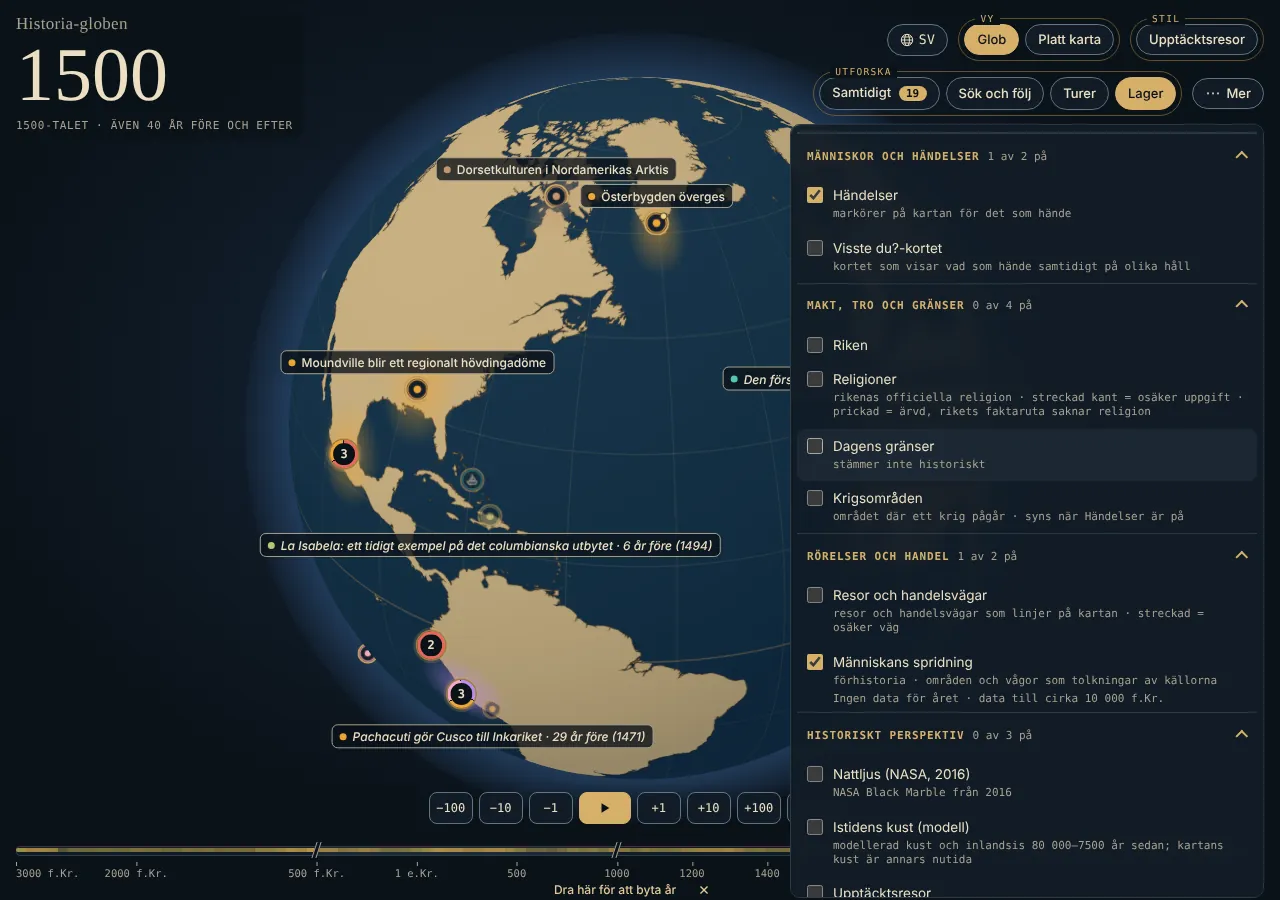 Historia-globen
1500
1500-TALET · ÄVEN 40 ÅR FÖRE OCH EFTER
SV
VY
Glob
Platt karta
STIL
Upptäcktsresor
UTFORSKA
Samtidigt 19
Sök och följ
Turer
Lager
··· Mer
Dorsetkulturen i Nordamerikas Arktis
Österbygden överges
Moundville blir ett regionalt hövdingadöme
Den förs
3
La Isabela: ett tidigt exempel på det columbianska utbytet · 6 år före (1494)
2
3
Pachacuti gör Cusco till Inkariket · 29 år före (1471)
MÄNNISKOR OCH HÄNDELSER 1 av 2 på
Händelser
markörer på kartan för det som hände
Visste du?-kortet
kortet som visar vad som hände samtidigt på olika håll
MAKT, TRO OCH GRÄNSER 0 av 4 på
Riken
Religioner
rikenas officiella religion · streckad kant = osäker uppgift ·
prickad = ärvd, rikets faktaruta saknar religion
Dagens gränser
stämmer inte historiskt
Krigsområden
området där ett krig pågår · syns när Händelser är på
RÖRELSER OCH HANDEL 1 av 2 på
Resor och handelsvägar
resor och handelsvägar som linjer på kartan · streckad =
osäker väg
Människans spridning
förhistoria · områden och vågor som tolkningar av källorna
Ingen data för året · data till cirka 10 000 f.Kr.
HISTORISKT PERSPEKTIV 0 av 3 på
Nattljus (NASA, 2016)
NASA Black Marble från 2016
Istidens kust (modell)
modellerad kust och inlandsis 80 000–7500 år sedan; kartans
kust är annars nutida
Upptäcktsresor
−100
−10
−1
+1
+10
+100
3000 f.Kr.
2000 f.Kr.
500 f.Kr.
1 e.Kr.
500
1000
1200
1400
Dra här för att byta år ✕